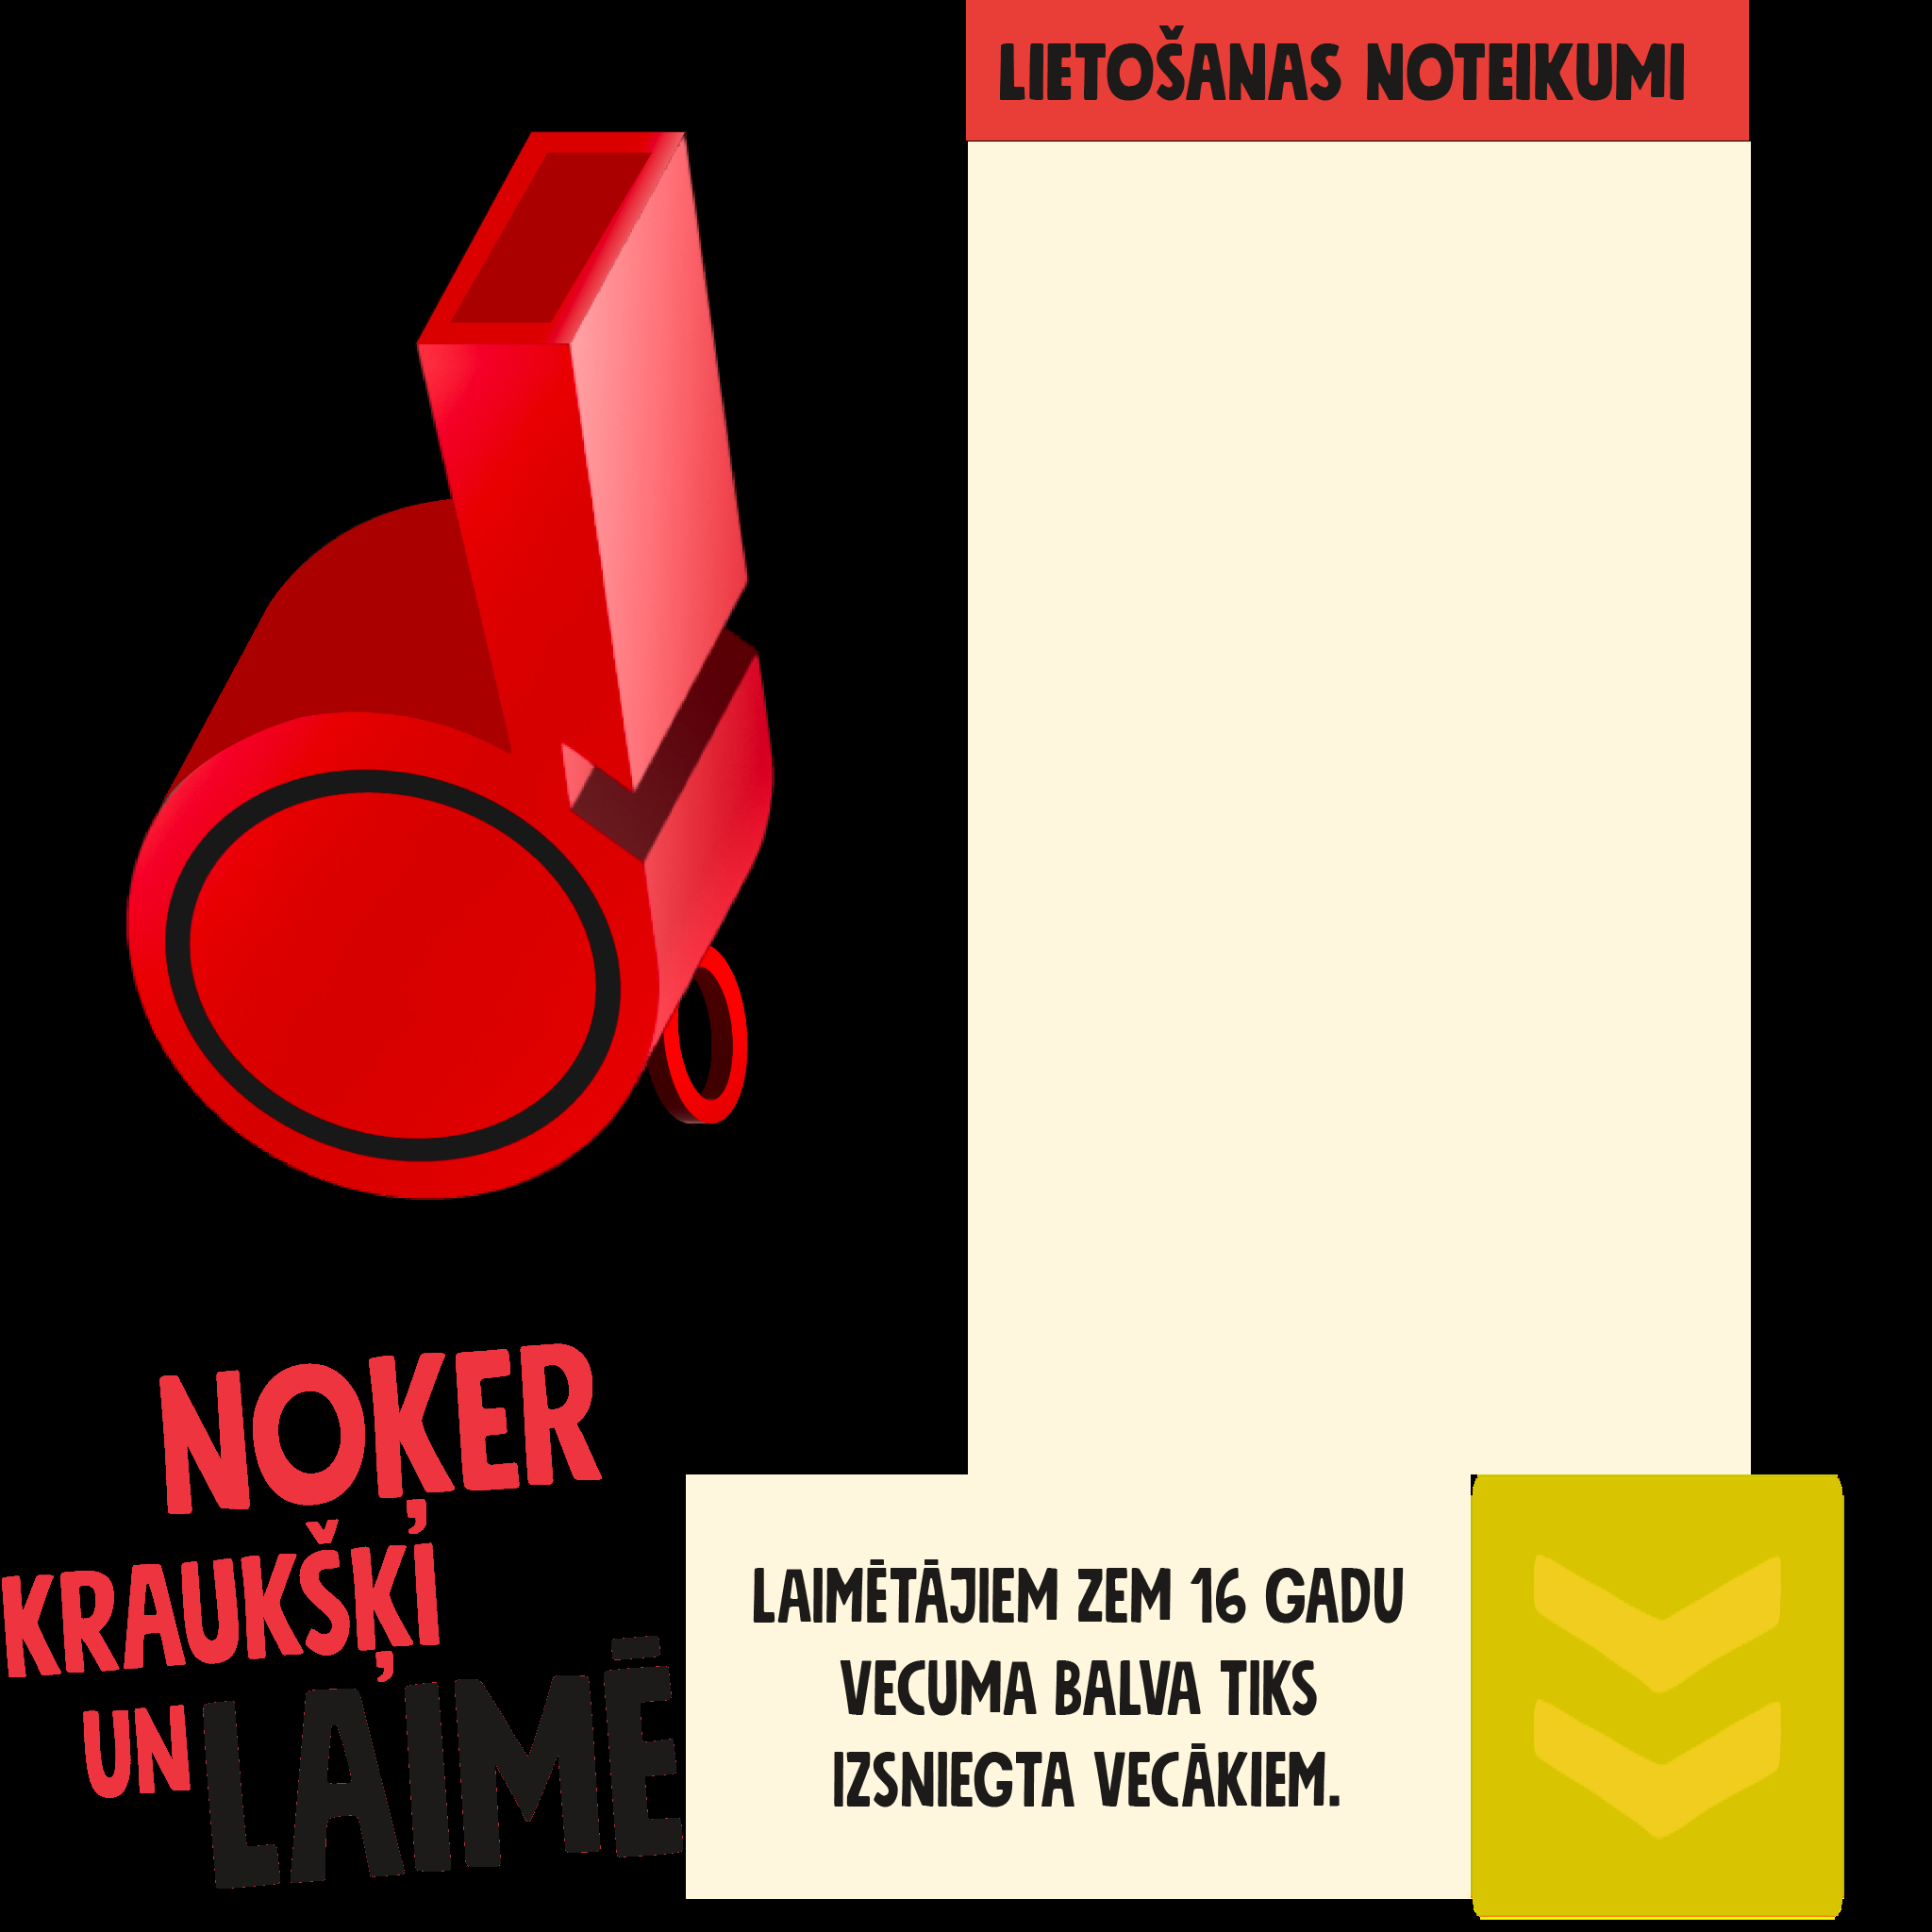 LIETOŠANAS NOTEIKUMI
NOĶER
KRAUKŠĶI
UN LAIMĒ
LAIMĒTĀJIEM ZEM 16 GADU
VECUMA BALVA TIKS
IZSNIEGTA VECĀKIEM.